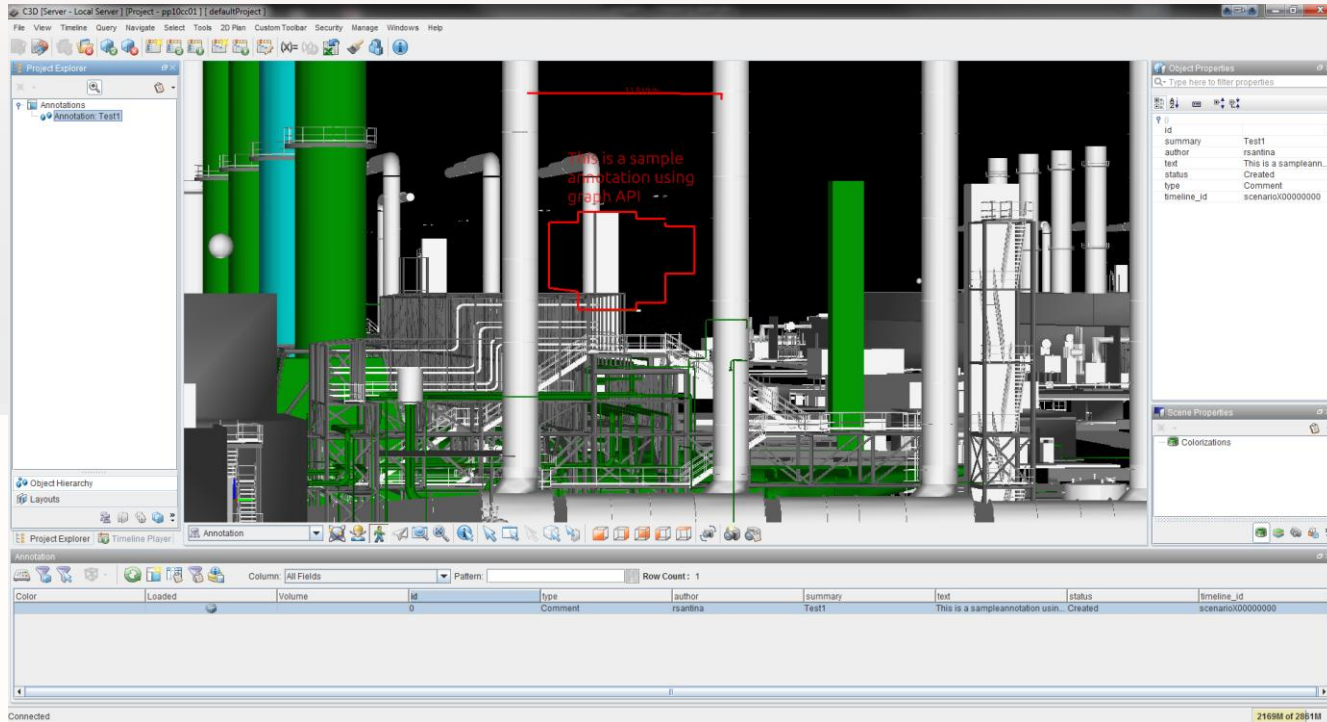 C3D [Server - Local Server ] [Project - pp10cc01 ] [ defaultProject ]
File View Timeline Query Navigate Select Tools 2D Plan Custom Toolbar Security Manage Windows Help
(X)=
Project Explorer
Annotations
Annotation: Test1
Object Hierarchy
Layouts
Project Explorer
Timeline Player
This is a sample
annotation using
graph API
Annotation
Object Properties
Type here to filter properties
id
summary Test1
author rsantina
text This is a sampleann...
status Created
type Comment
timeline_id scenarioX00000000
Scene Properties
Colorizations
Annotation
Column: All Fields Pattern: Row Count: 1
Color Loaded Volume id type author summary text status timeline_id
0 Comment rsantina Test1 This is a sampleannotation usin... Created scenarioX00000000
Connected
2169M of 2861M